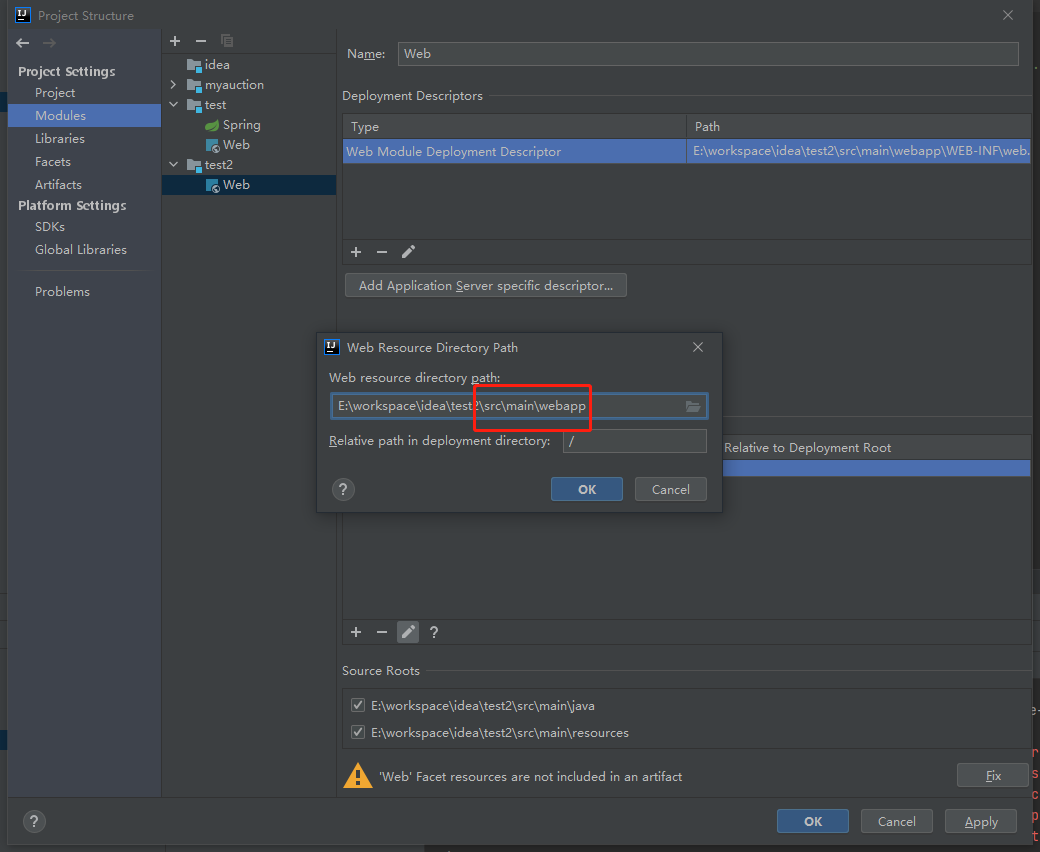 Project Structure
Project Settings
Project
Modules
Libraries
Facets
Artifacts
Platform Settings
SDKs
Global Libraries
Problems
idea
myauction
test
Spring
Web
test2
Web
Name: Web
Deployment Descriptors
Type Path
Web Module Deployment Descriptor E:\workspace\idea\test2\src\main\webapp\WEB-INF\web.
Add Application Server specific descriptor...
Web Resource Directory Path
Web resource directory path:
E:\workspace\idea\test2\src\main\webapp
Relative path in deployment directory: /
? OK Cancel
Relative to Deployment Root
?
Source Roots
E:\workspace\idea\test2\src\main\java
E:\workspace\idea\test2\src\main\resources
'Web' Facet resources are not included in an artifact Fix
? OK Cancel Apply